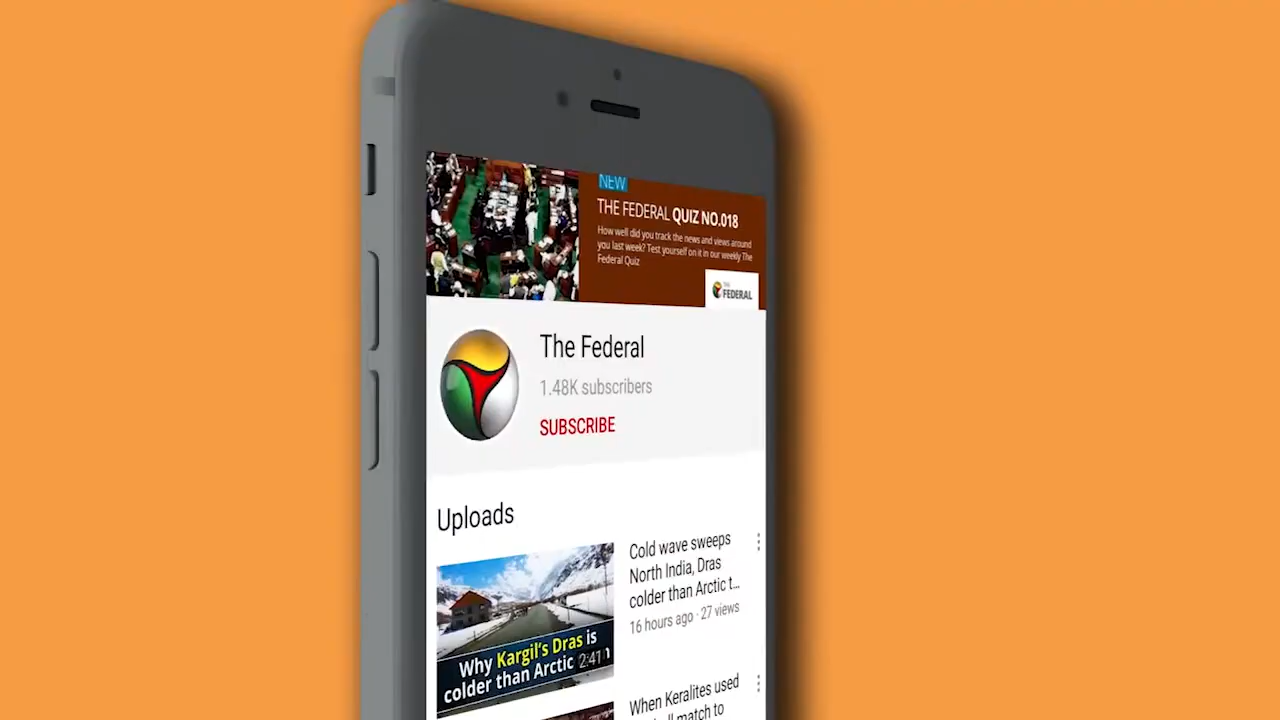 NEW
THE FEDERAL QUIZ NO.018
How well did you track the news and views around
you last week? Test yourself on it in our weekly The
Federal Quiz
THE FEDERAL
The Federal
1.48K subscribers
SUBSCRIBE
Uploads
Why Kargil's Dras is
colder than Arctic
2:41
Cold wave sweeps
North India, Dras
colder than Arctic t...
16 hours ago · 27 views
When Keralites used
match to